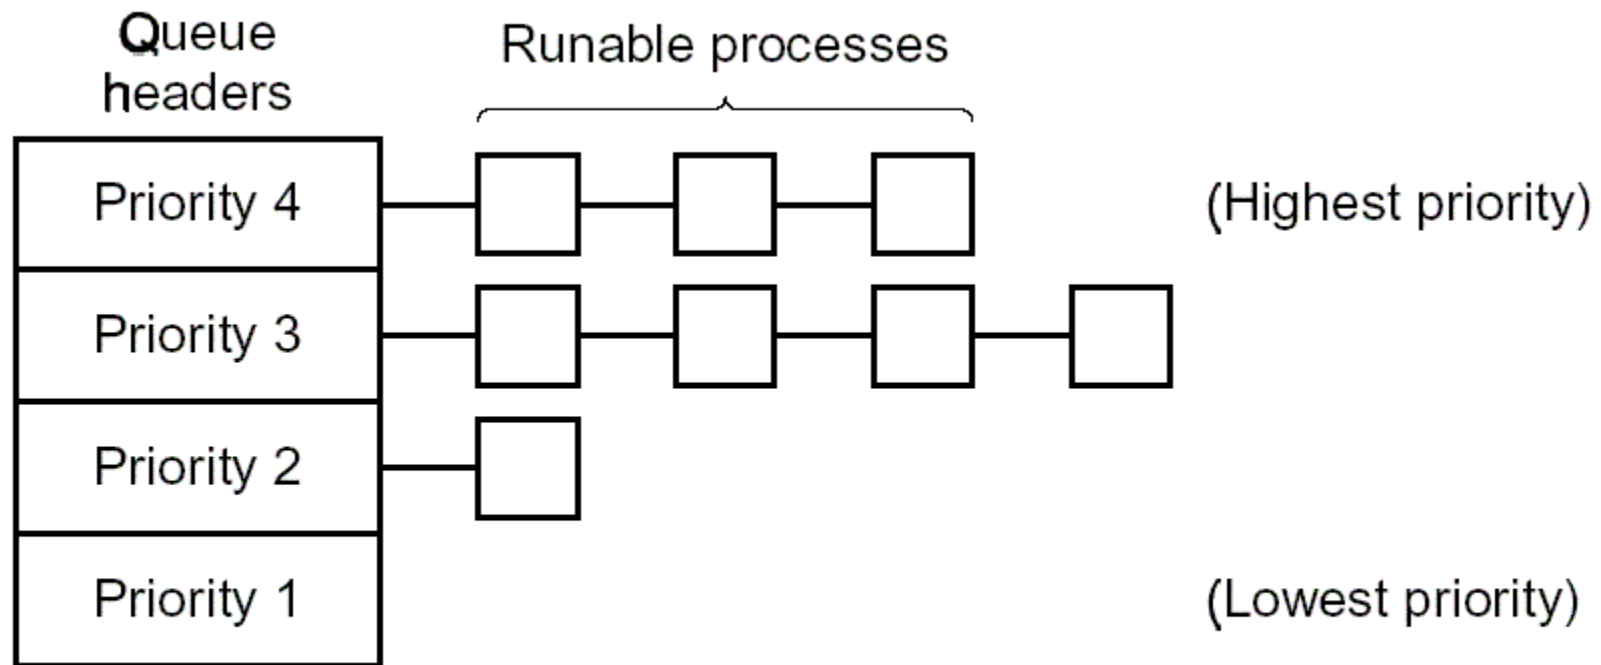 Queue
headers
Runable processes
Priority 4
(Highest priority)
Priority 3
Priority 2
Priority 1
(Lowest priority)